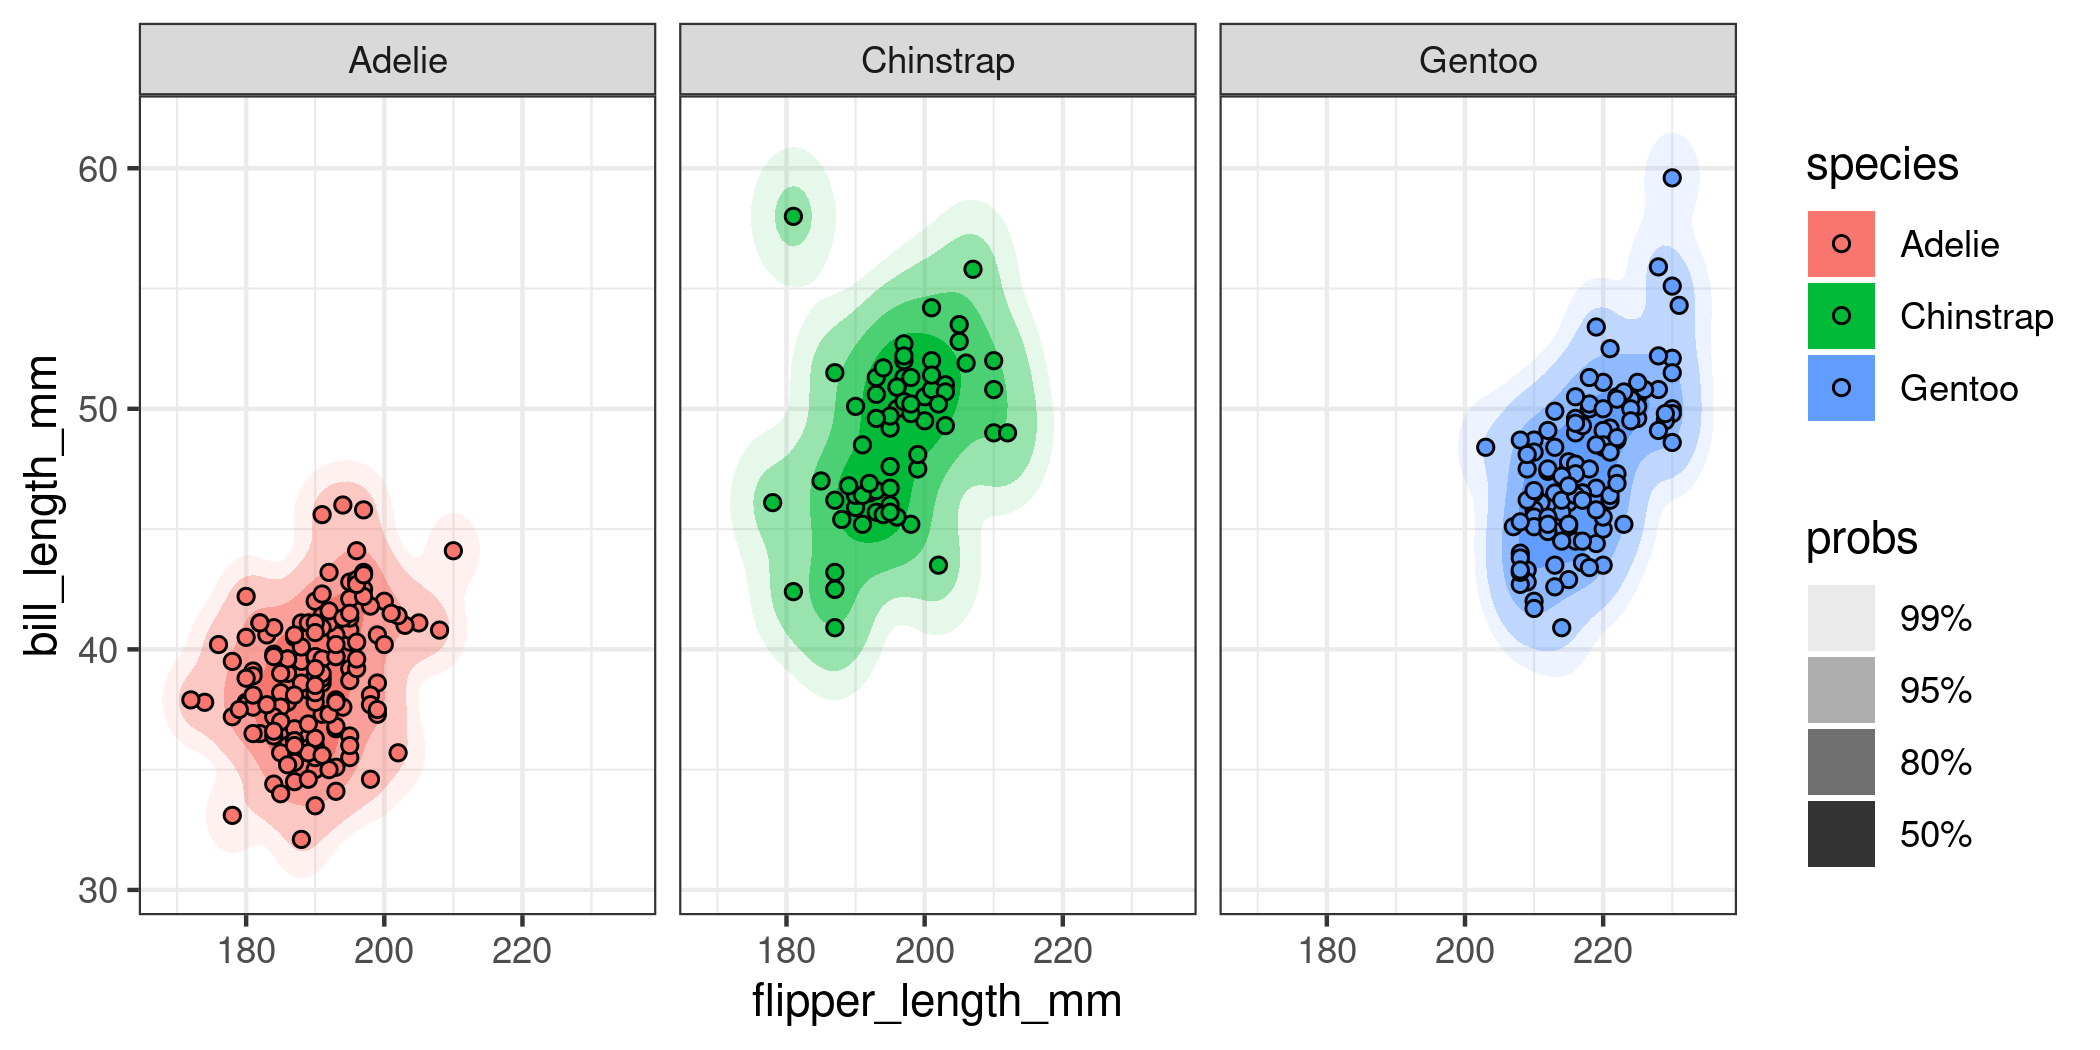 Adelie
Chinstrap
Gentoo
60
50
40
30
bill_length_mm
180
200
220
180
200
220
180
200
220
flipper_length_mm
species
Adelie
Chinstrap
Gentoo
probs
99%
95%
80%
50%